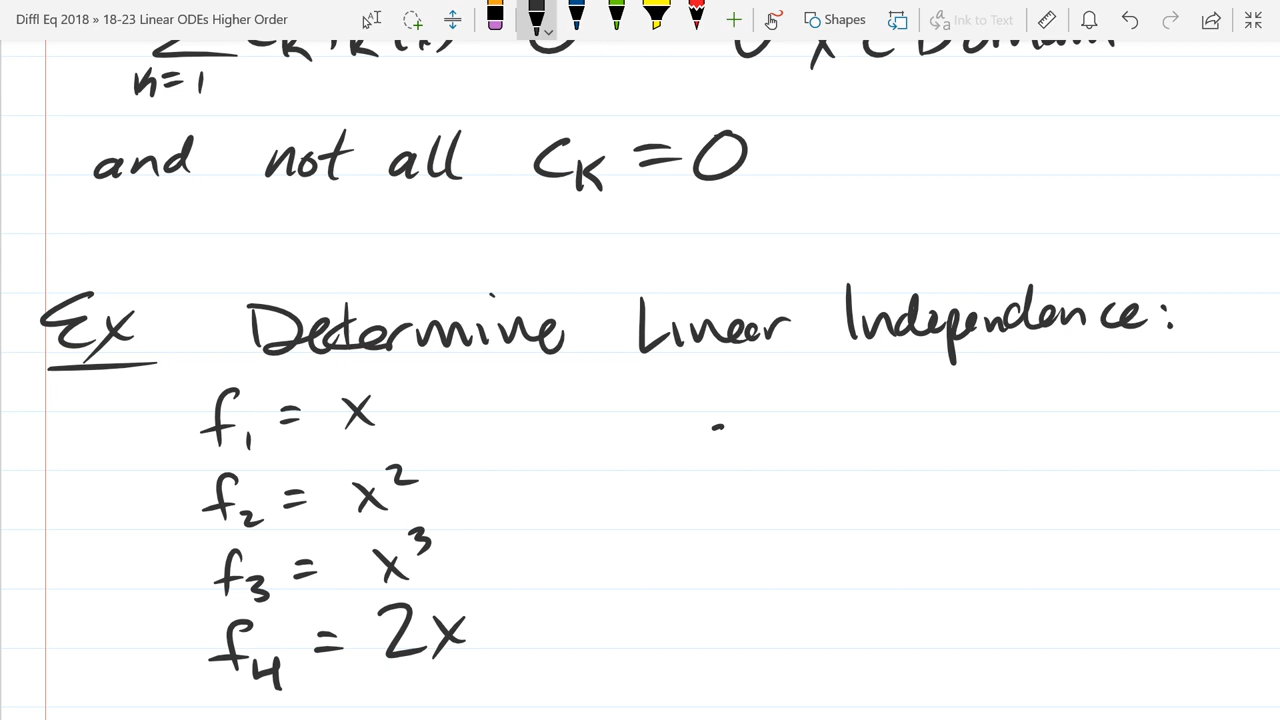 Diffl Eq 2018 » 18-23 Linear ODEs Higher Order
Shapes
Link to Text
n=1
and not all C_K = 0
Ex Determine Linear Independence:
f_1 = x
f_2 = x^2
f_3 = x^3
f_4 = 2x